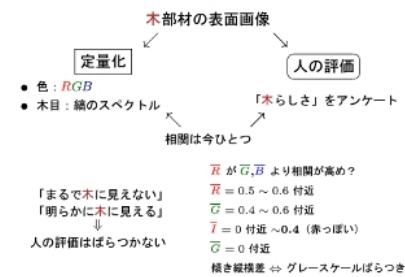 木部材の表面画像
定量化
人の評価
• 色：RGB
• 木目：縞のスペクトル
「木らしさ」をアンケート
相関は今ひとつ
「まるで木に見えない」
「明らかに木に見える」
⇓
人の評価はばらつかない
R̅ が G̅,B̅ より相関が高め？
R̅ = 0.5 ∼ 0.6 付近
G̅ = 0.4 ∼ 0.6 付近
I̅ = 0 付近 ∼0.4（赤っぽい）
G̅ = 0 付近
傾き縦横差 ⇔ グレースケールばらつき